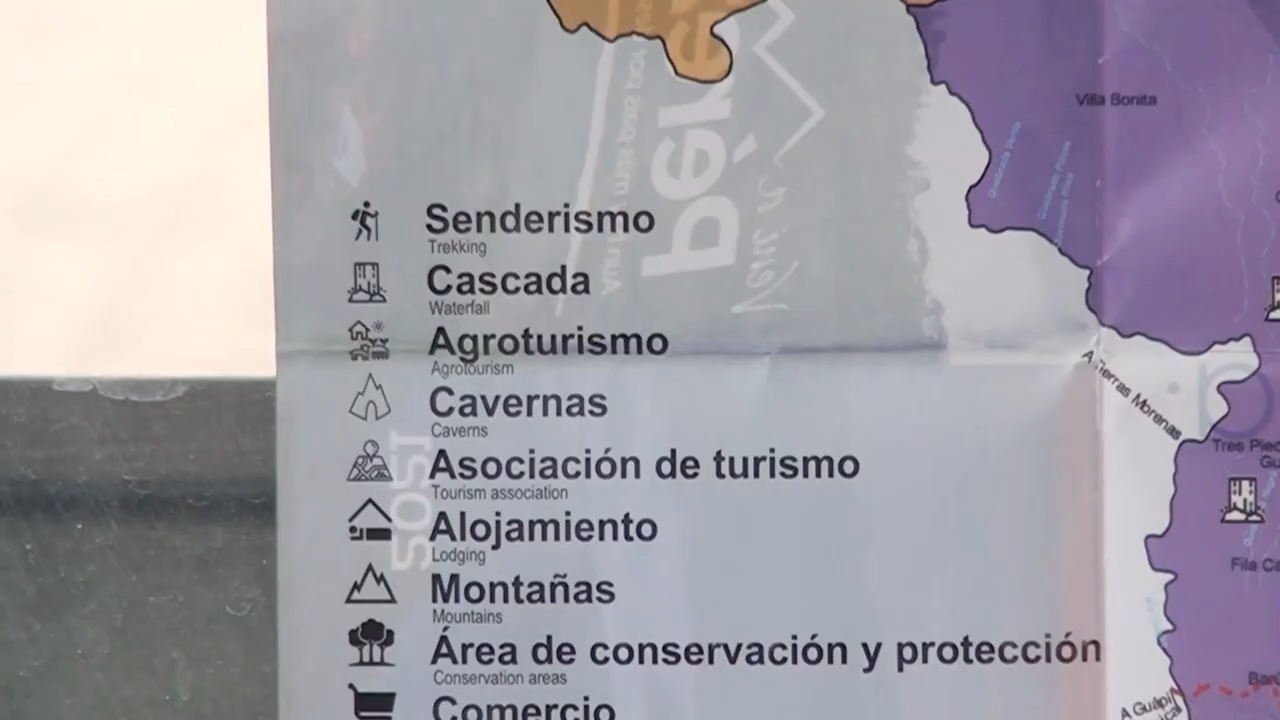 Villa Bonita
Senderismo
Trekking
Cascada
Waterfall
Agroturismo
Agrotourism
A Tierras Morenas
Cavernas
Caverns
Tres
Asociación de turismo
Tourism association
Alojamiento
Lodging
Fila
Montañas
Mountains
Área de conservación y protección
Conservation areas
Comercio